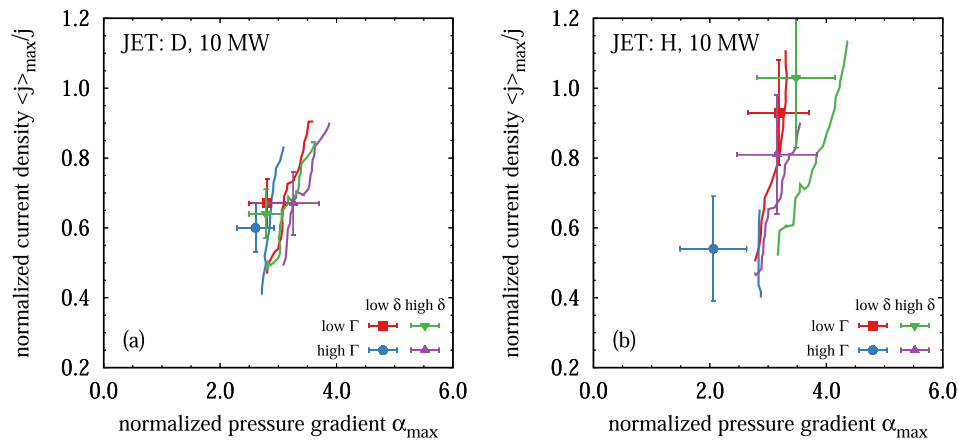 JET: D, 10 MW
normalized current density <j>max/j
1.2
1.0
0.8
0.6
0.4
0.2
(a)
low δ high δ
low Γ
high Γ
0.0 2.0 4.0 6.0
normalized pressure gradient αmax
JET: H, 10 MW
normalized current density <j>max/j
1.2
1.0
0.8
0.6
0.4
0.2
(b)
low δ high δ
low Γ
high Γ
0.0 2.0 4.0 6.0
normalized pressure gradient αmax